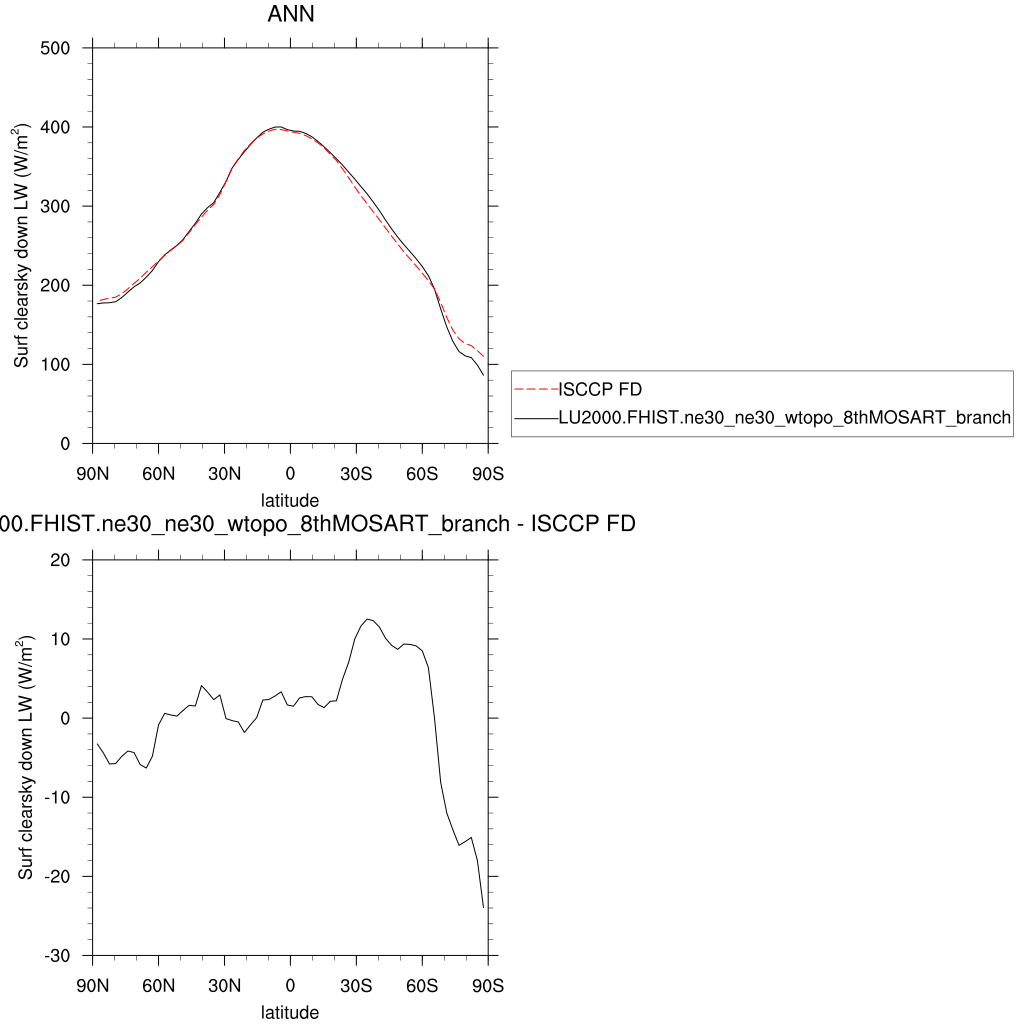 ANN
500
400
300
200
100
0
Surf clearsky down LW (W/m²)
90N 60N 30N 0 30S 60S 90S
latitude
ISCCP FD
LU2000.FHIST.ne30_ne30_wtopo_8thMOSART_branch
00.FHIST.ne30_ne30_wtopo_8thMOSART_branch - ISCCP FD
20
10
0
-10
-20
-30
Surf clearsky down LW (W/m²)
90N 60N 30N 0 30S 60S 90S
latitude